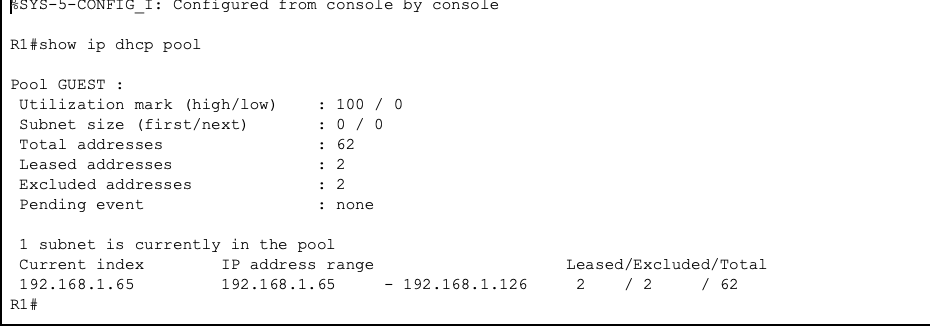 %SYS-5-CONFIG_I: Configured from console by console
R1#show ip dhcp pool
Pool GUEST :
Utilization mark (high/low) : 100 / 0
Subnet size (first/next) : 0 / 0
Total addresses : 62
Leased addresses : 2
Excluded addresses : 2
Pending event : none
1 subnet is currently in the pool
Current index IP address range Leased/Excluded/Total
192.168.1.65 192.168.1.65 - 192.168.1.126 2 / 2 / 62
R1#